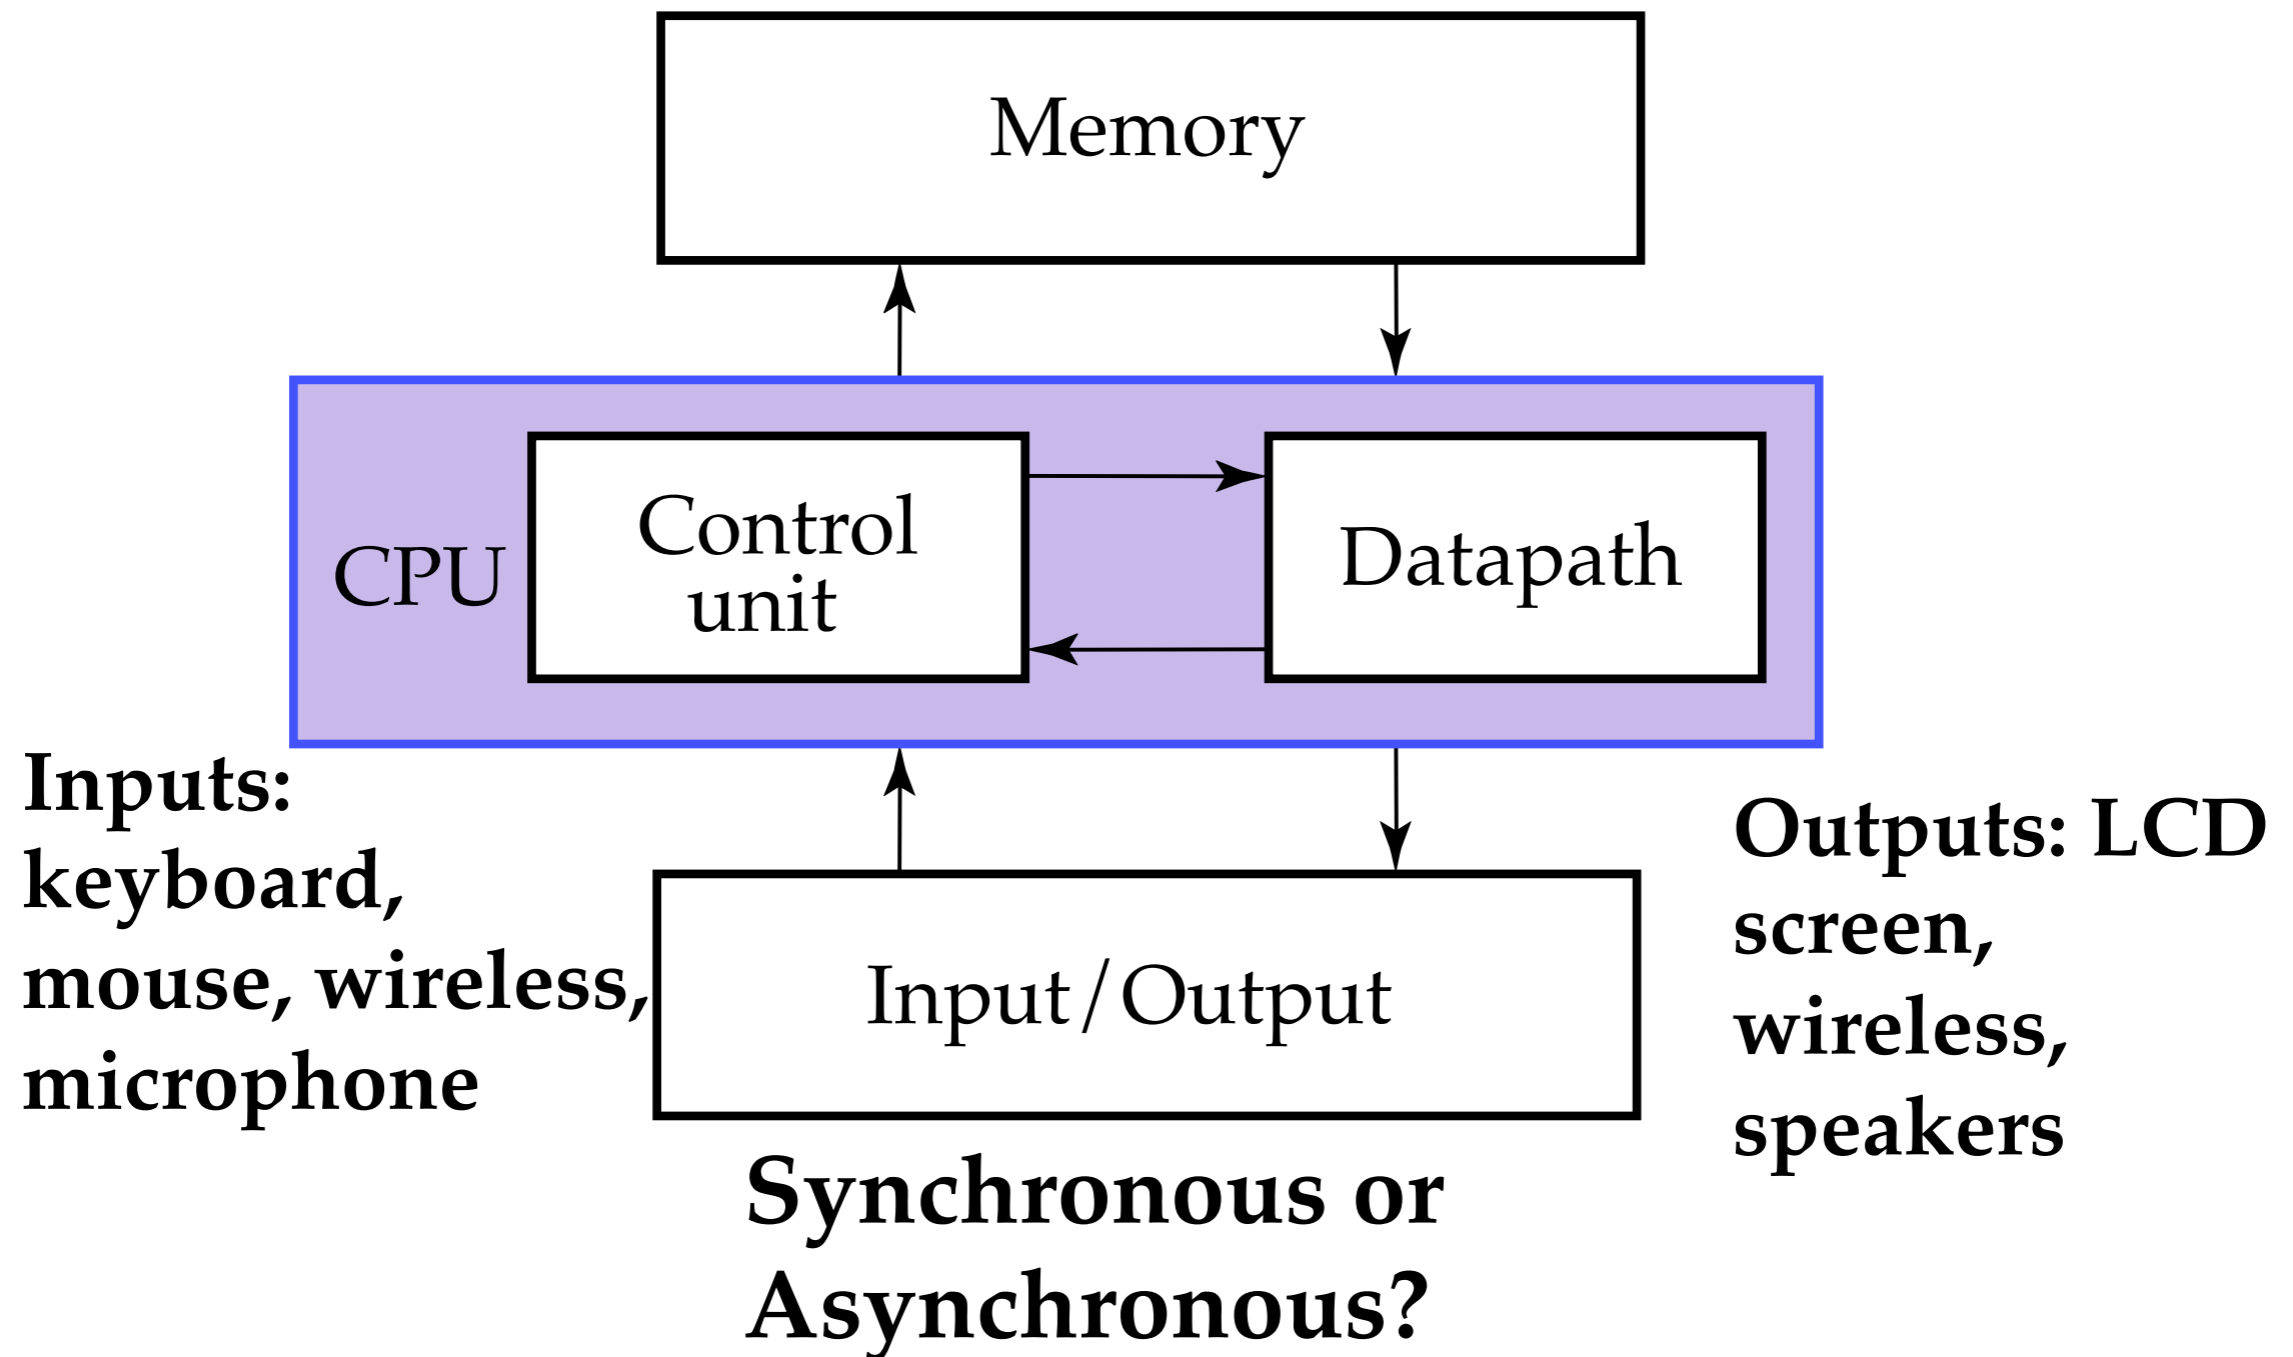 Memory
CPU
Control
unit
Datapath
Inputs:
keyboard,
mouse, wireless,
microphone
Input/Output
Outputs: LCD
screen,
wireless,
speakers
Synchronous or
Asynchronous?